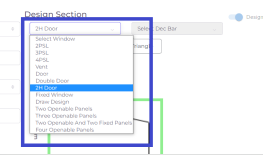 Design Section
Design
2H Door
Select Dec Bar
Select Window
2PSL
3PSL
4PSL
Vent
Door
Double Door
2H Door
Fixed Window
Draw Design
Two Openable Panels
Three Openable Panels
Two Openable And Two Fixed Panels
Four Openable Panels
3